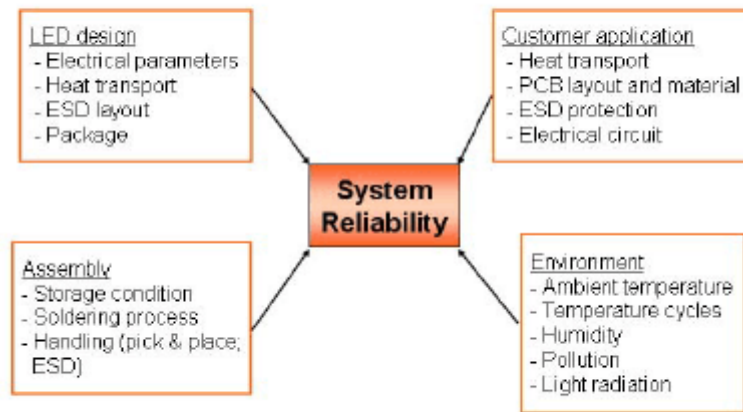 LED design
- Electrical parameters
- Heat transport
- ESD layout
- Package
Customer application
- Heat transport
- PCB layout and material
- ESD protection
- Electrical circuit
System
Reliability
Assembly
- Storage condition
- Soldering process
- Handling (pick & place;
ESD)
Environment
- Ambient temperature
- Temperature cycles
- Humidity
- Pollution
- Light radiation